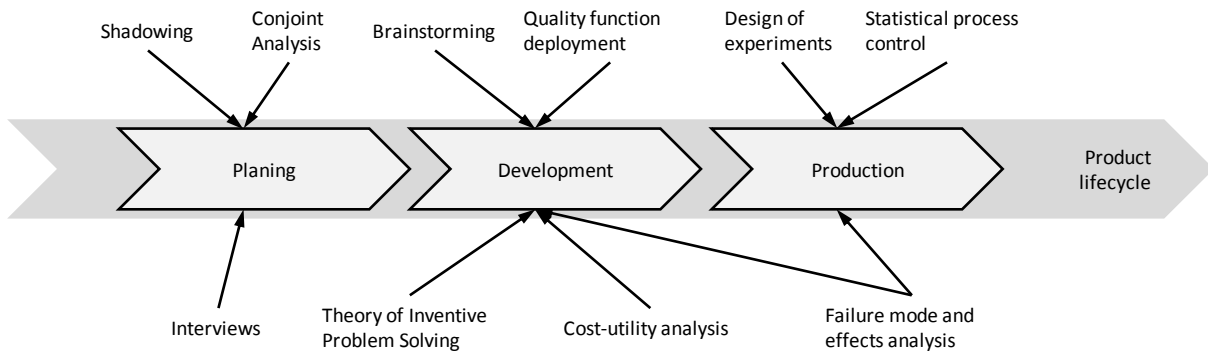 Shadowing
Conjoint
Analysis
Brainstorming
Quality function
deployment
Design of
experiments
Statistical process
control
Planing
Development
Production
Product
lifecycle
Interviews
Theory of Inventive
Problem Solving
Cost-utility analysis
Failure mode and
effects analysis